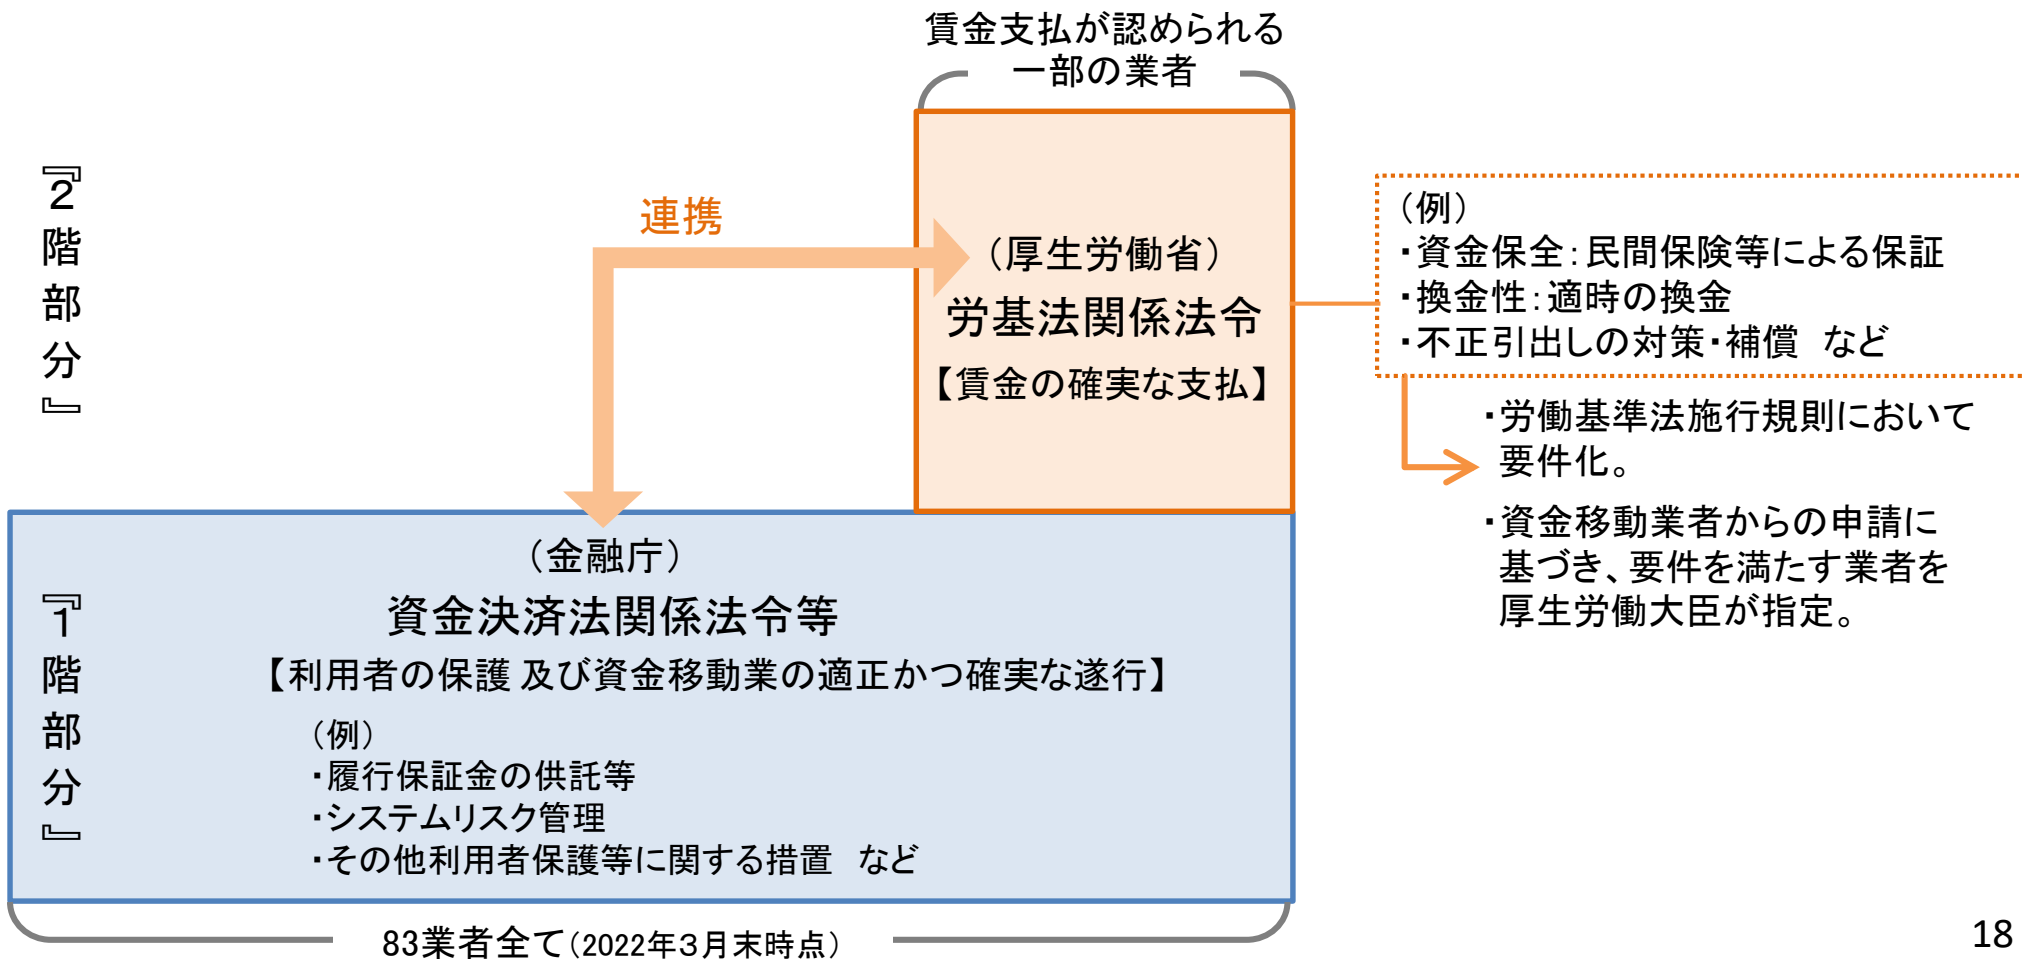 賃金支払が認められる
一部の業者
『２階部分』
連携
（厚生労働省）
労基法関係法令
【賃金の確実な支払】
（例）
・資金保全：民間保険等による保証
・換金性：適時の換金
・不正引出しの対策・補償　など
・労働基準法施行規則において
要件化。
・資金移動業者からの申請に
基づき、要件を満たす業者を
厚生労働大臣が指定。
『１階部分』
（金融庁）
資金決済法関係法令等
【利用者の保護 及び資金移動業の適正かつ確実な遂行】
（例）
・履行保証金の供託等
・システムリスク管理
・その他利用者保護等に関する措置　など
83業者全て（2022年３月末時点）
18